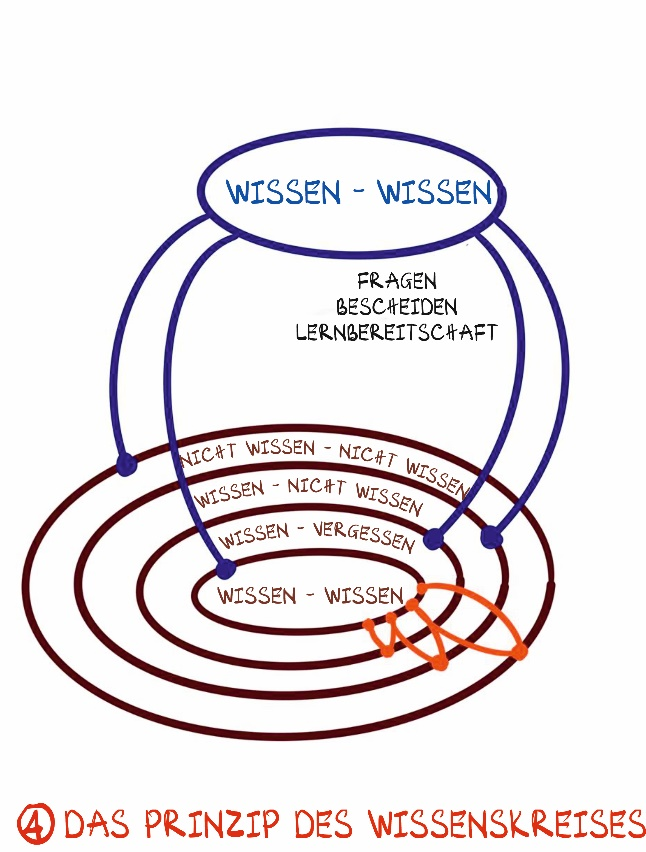 WISSEN - WISSEN
FRAGEN
BESCHEIDEN
LERNBEREITSCHAFT
NICHT WISSEN - NICHT WISSEN
WISSEN - NICHT WISSEN
WISSEN - VERGESSEN
WISSEN - WISSEN
④ DAS PRINZIP DES WISSENSKREISES